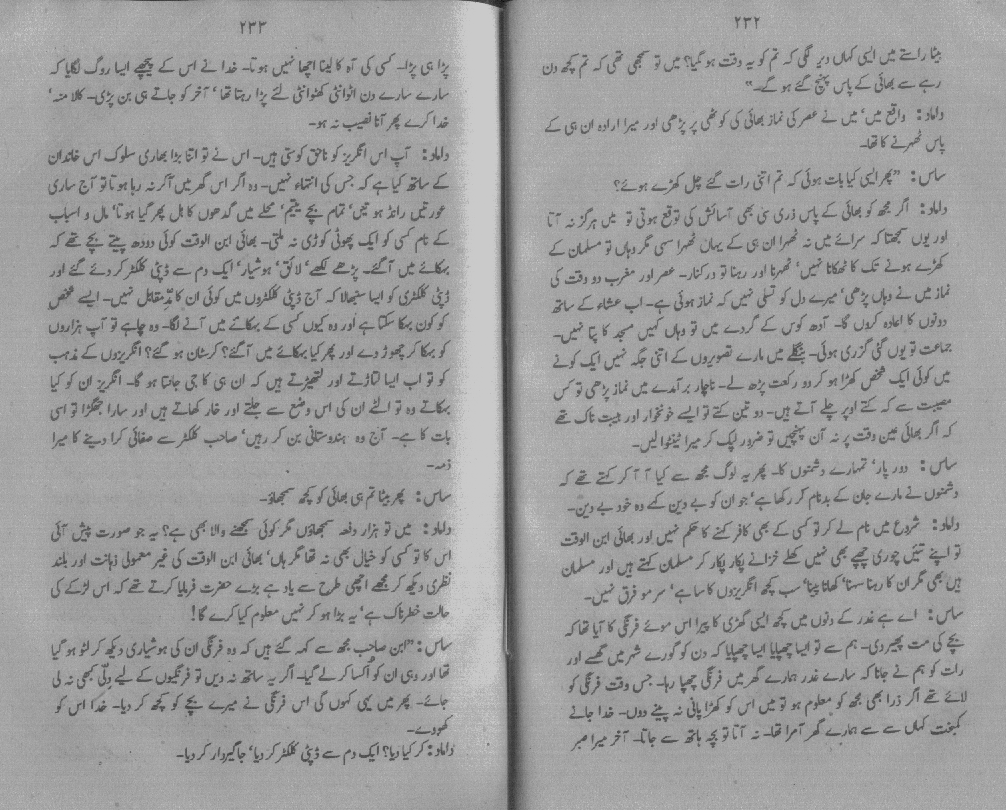 ۲۳۲
بیٹا راستے میں ایسی کہاں دیر لگی کہ تم کو یہ وقت ہو گیا؟ میں تو سمجھی تھی کہ تم کچھ دن
رہے سے بھائی کے پاس پہنچ گئے ہو گے۔"
داماد: واقع میں' میں نے عصر کی نماز بھائی کی کوٹھی پر پڑھی اور میرا ارادہ ان ہی کے
پاس ٹھہرنے کا تھا۔
ساس: "پھر ایسی کیا بات ہوئی کہ تم اتنی رات گئے چل کھڑے ہوئے؟
داماد: اگر مجھ کو بھائی کے پاس ذری سی بھی آسائش کی توقع ہوتی تو میں ہرگز نہ آتا
اور یوں سمجھتا کہ سرائے میں نہ ٹھہرا ان ہی کے یہاں ٹھہرا سہی مگر وہاں تو مسلمان کے
کھڑے ہونے تک کا ٹھکانا نہیں' ٹھہرنا اور رہنا تو درکنار۔ عصر اور مغرب دو وقت کی
نماز میں نے وہاں پڑھی' میرے دل کو تسلی نہیں کہ نماز ہوئی ہے۔ اب عشاء کے ساتھ
دونوں کا اعادہ کروں گا۔ آدھ کوس کے گردے میں تو وہاں کہیں مسجد کا پتا نہیں۔
جماعت تو یوں گئی گزری ہوئی۔ بنگلے میں مارے تصویروں کے اتنی جگہ نہیں ایک کونے
میں کوئی ایک شخص کھڑا ہو کر دو رکعت پڑھ لے۔ ناچار برآمدے میں نماز پڑھی تو کس
مصیبت سے کہ کتے اوپر چلے آتے ہیں۔ دو تین کتے تو ایسے خونخوار اور ہیبت ناک تھے
کہ اگر بھائی عین وقت پر نہ آن پہنچیں تو ضرور لپک کر میرا ٹینٹوا لیں۔
ساس: دور پار' تمہارے دشمنوں کا۔ پھر یہ لوگ مجھ سے کیا آ آ کر کہتے تھے کہ
دشمنوں نے مارے جان کے بدنام کر رکھا ہے' جو ان کو بے دین کے وہ خود بے دین۔
داماد: شروع میں نام لے کر تو کسی کے بھی کافر کہنے کا حکم نہیں اور بھائی ابن الوقت
تو اپنے تئیں چوری چھپے بھی نہیں کھلے خزانے پکار پکار کر مسلمان کہتے ہیں اور مسلمان
ہیں بھی مگر ان کا رہنا سہنا' کھانا پینا' سب کچھ انگریزوں کا سا ہے' سرمو فرق نہیں۔
ساس: اے ہے غدر کے دنوں میں کچھ ایسی گھڑی کا پیرا اس موئے فرنگی کا آیا تھا کہ
بچے کی مت پھیر دی۔ ہم سے تو ایسا چھپایا ایسا چھپایا کہ دن کو گورے شہر میں گھسے اور
رات کو ہم نے جانا کہ سارے غدر ہمارے گھر میں فرنگی چھپا رہا۔ جس وقت فرنگی کو
لائے تھے اگر ذرا بھی مجھ کو معلوم ہو تو میں اس کو کھڑا پانی نہ پینے دوں۔ خدا جانے
کمبخت کہاں سے سے ہمارے گھر آمرا تھا۔ نہ آتا تو بچہ ہاتھ سے جاتا۔ آخر میرا صبر
۲۳۳
پڑا ہی پڑا۔ کسی کی آہ کا لینا اچھا نہیں ہوتا۔ خدا نے اس کے پیچھے ایسا روگ لگایا کہ
سارے سارے دن انوانٹی کھٹوانٹی لئے پڑا رہتا تھا' آخر کو جاتے ہی بن پڑی۔ کالا منہ'
خدا کرے پھر آنا نصیب نہ ہو۔
داماد: آپ اس انگریز کو ناحق کوستی ہیں۔ اس نے تو اتنا بڑا بھاری سلوک اس خاندان
کے ساتھ کیا ہے کہ جس کی انتہاء نہیں۔ وہ اگر اس گھر میں آکر نہ رہا ہوتا تو آج ساری
عورتیں رانڈ ہوتیں' تمام بچے یتیم' محلے میں گدھوں کا ہل پھر گیا ہوتا' مال و اسباب
کے نام کسی کو ایک پھوٹی کوڑی نہ ملتی۔ بھائی ابن الوقت کوئی دودھ پیتے بچے تھے کہ
بہکائے میں آگئے۔ پڑھے لکھے' لائق' ہوشیار' ایک دم سے ڈپٹی کلکٹر کر دئے گئے اور
ڈپٹی کلکٹری کو ایسا سنبھالا کہ آج ڈپٹی کلکٹروں میں کوئی ان کا مدِّ مقابل نہیں۔ ایسے شخص
کو کون بہکا سکتا ہے اور وہ کیوں کسی کے بہکائے میں آنے لگا۔ وہ چاہے تو آپ ہزاروں
کو بہکا کر چھوڑ دے اور پھر کیا بہکائے میں آگئے؟ کرسٹان ہو گئے؟ انگریزوں کے مذہب
کو تو اب ایسا لتاڑتے اور لتھیڑتے ہیں کہ ان ہی کا جی جانتا ہو گا۔ انگریز ان کو کیا
بہکاتے وہ تو الٹے ان کی اس وضع سے جلتے اور خار کھاتے ہیں اور سارا جھگڑا تو اسی
بات کا ہے۔ آج وہ ہندوستانی بن کر رہیں' صاحب کلکٹر سے صفائی کرا دینے کا میرا
ذمہ۔
ساس: پھر بیٹا تم ہی بھائی کو کچھ سمجھاؤ۔
داماد: میں تو ہزار دفعہ سمجھاؤں مگر کوئی سمجھنے والا بھی ہے؟ یہ جو صورت پیش آئی
اس کا تو کسی کو خیال بھی نہ تھا مگر ہاں' بھائی ابن الوقت کی غیر معمولی ذہانت اور بلند
نظری دیکھ کر مجھے اچھی طرح سے یاد ہے بڑے حضرت فرمایا کرتے تھے کہ اس لڑکے کی
حالت خطرناک ہے' یہ بڑا ہو کر نہیں معلوم کیا کرے گا!
ساس: "ابن صاحب مجھ سے کہہ گئے ہیں کہ وہ فرنگی ان کی ہوشیاری دیکھ کر لٹو ہو گیا
تھا اور وہی ان کو اُکسا کر لے گیا۔ اگر یہ ساتھ نہ دیں تو فرنگیوں کے لیے دلّی کبھی نہ لی
جائے۔ پھر میں یہی کہوں گی اس فرنگی نے میرے بچے کو کچھ کر دیا۔ خدا اس کو
کھووے۔
داماد: کر کیا دیا؟ ایک دم سے ڈپٹی کلکٹر کر دیا' جاگیردار کر دیا۔